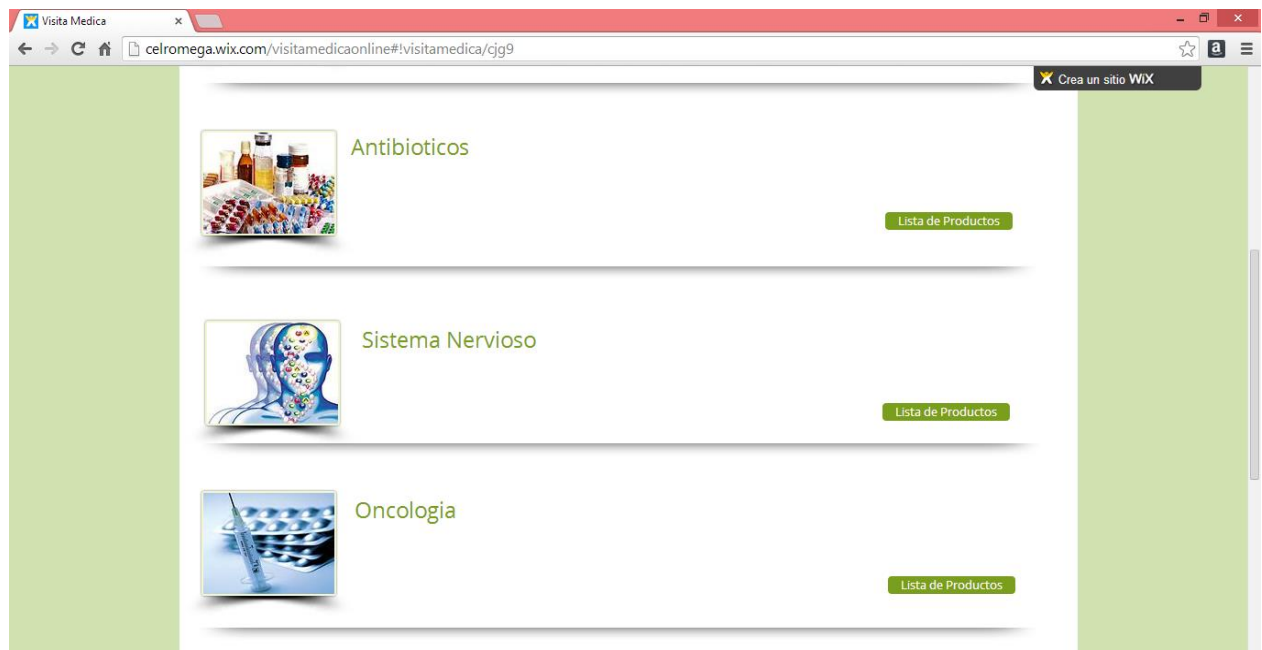 Visita Medica
celromega.wix.com/visitamedicaonline#!visitamedica/cjg9
Crea un sitio WiX
Antibioticos
Lista de Productos
Sistema Nervioso
Lista de Productos
Oncologia
Lista de Productos